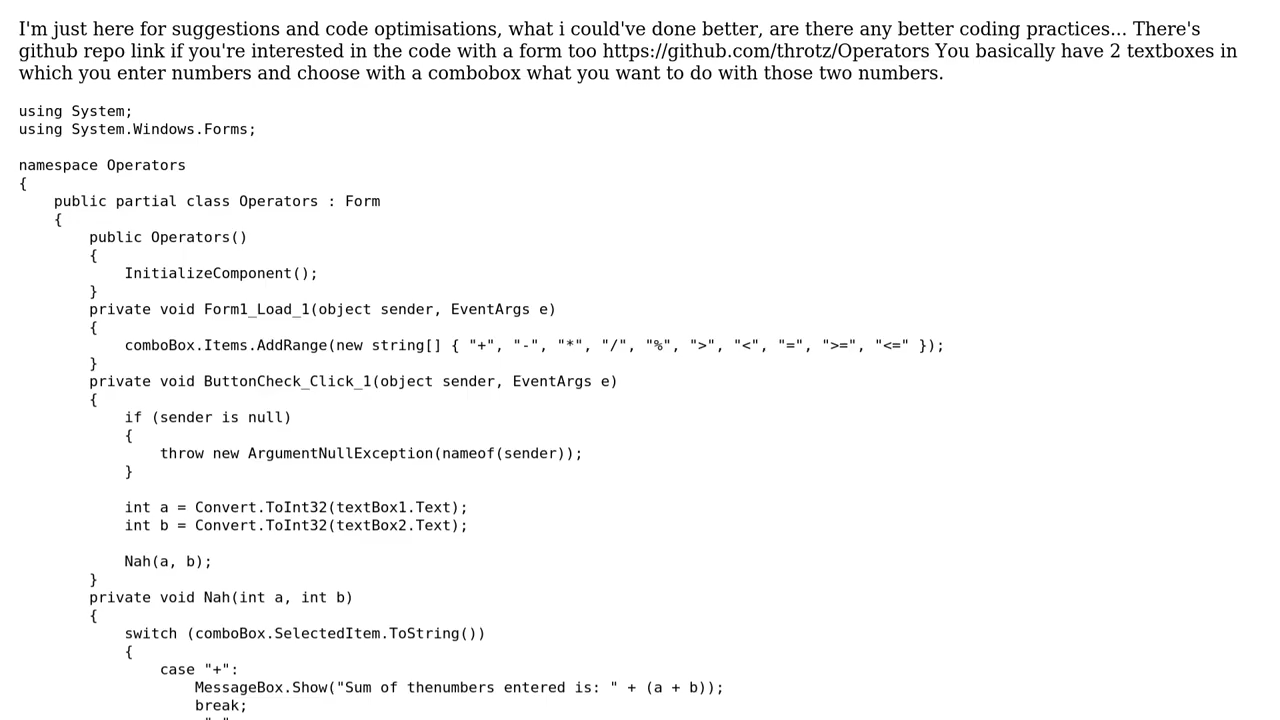 I'm just here for suggestions and code optimisations, what i could've done better, are there any better coding practices... There's
github repo link if you're interested in the code with a form too https://github.com/throtz/Operators You basically have 2 textboxes in
which you enter numbers and choose with a combobox what you want to do with those two numbers.
using System;
using System.Windows.Forms;
namespace Operators
{
    public partial class Operators : Form
    {
        public Operators()
        {
            InitializeComponent();
        }
        private void Form1_Load_1(object sender, EventArgs e)
        {
            comboBox.Items.AddRange(new string[] { "+", "-", "*", "/", "%", ">", "<", "=", ">=", "<=" });
        }
        private void ButtonCheck_Click_1(object sender, EventArgs e)
        {
            if (sender is null)
            {
                throw new ArgumentNullException(nameof(sender));
            }
            int a = Convert.ToInt32(textBox1.Text);
            int b = Convert.ToInt32(textBox2.Text);
            Nah(a, b);
        }
        private void Nah(int a, int b)
        {
            switch (comboBox.SelectedItem.ToString())
            {
                case "+":
                    MessageBox.Show("Sum of thenumbers entered is: " + (a + b));
                    break;